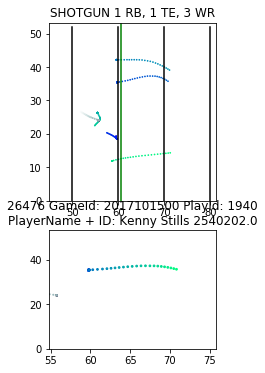 SHOTGUN 1 RB, 1 TE, 3 WR
50
40
30
20
10
0
50 60 70 80
26476 GameId: 2017101500 PlayId: 1940
PlayerName + ID: Kenny Stills 2540202.0
40
20
0
55 60 65 70 75